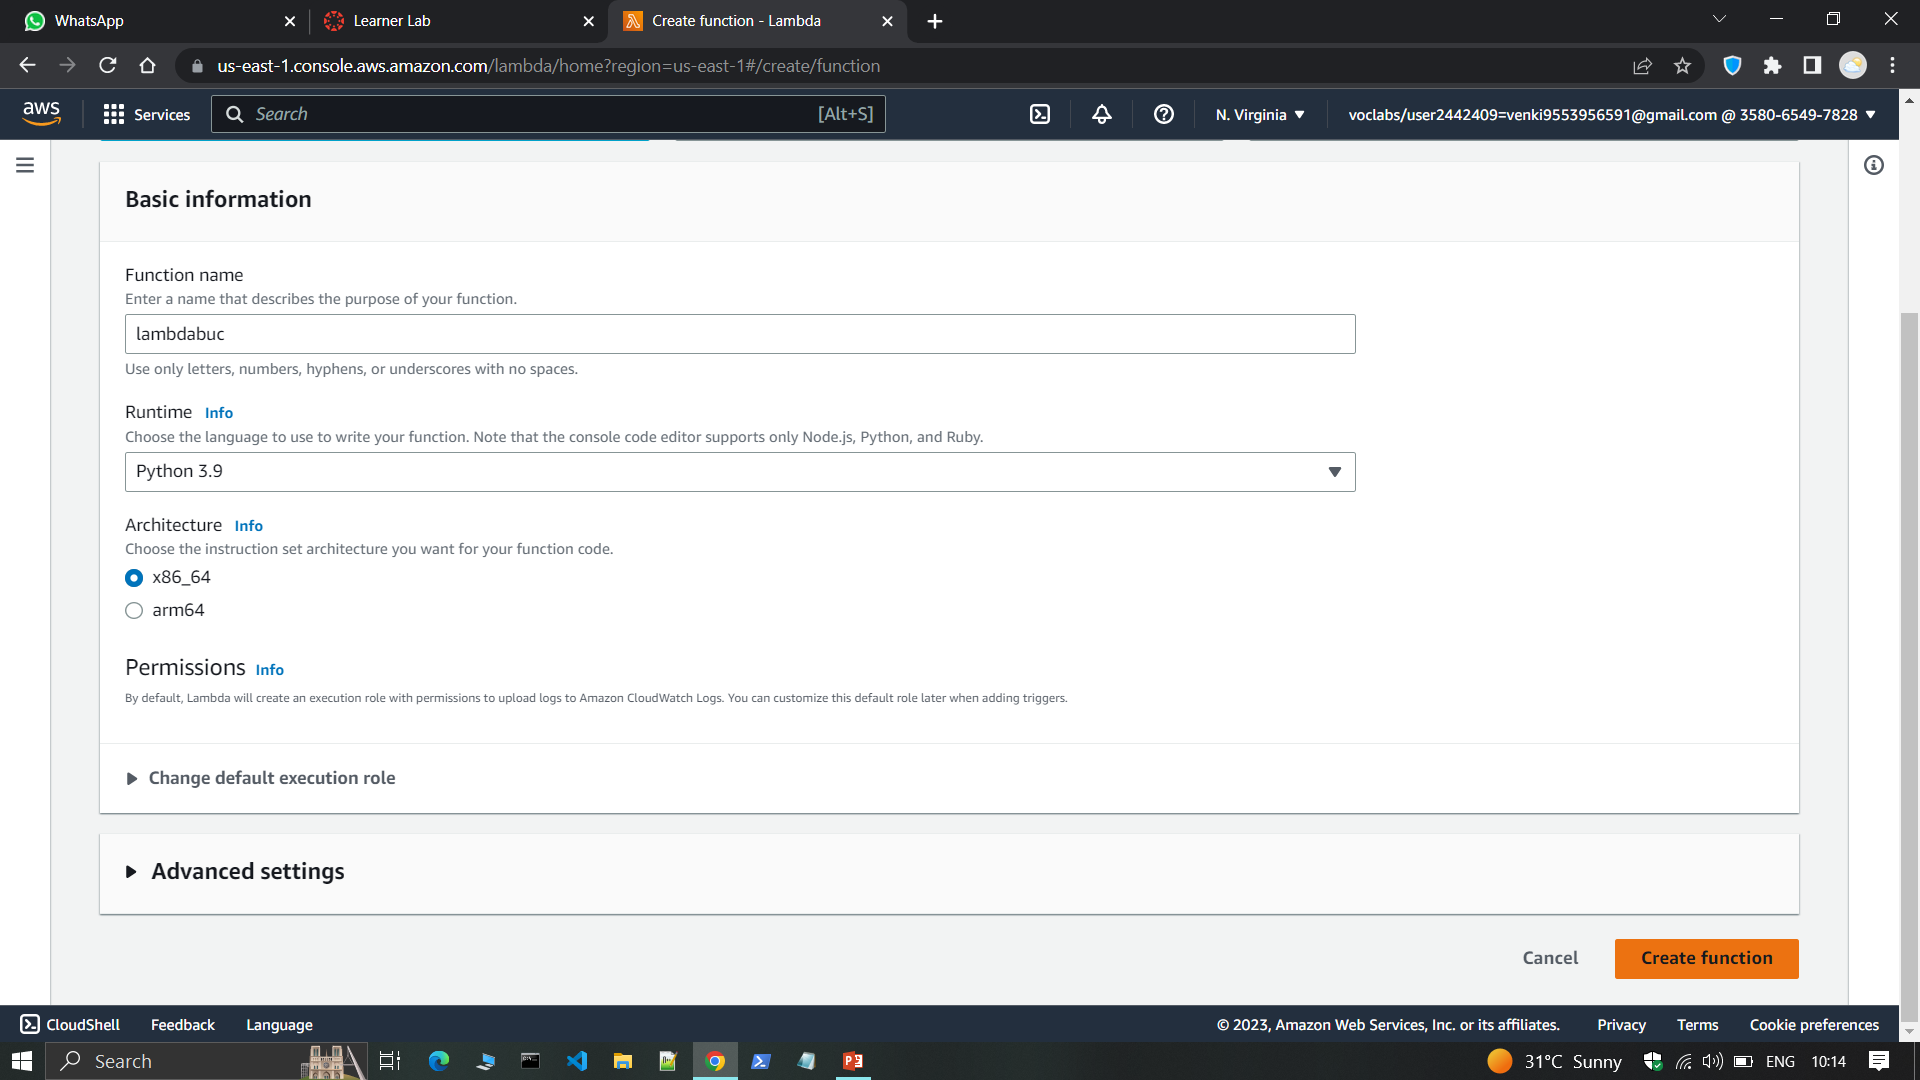 WhatsApp
Learner Lab
Create function - Lambda
us-east-1.console.aws.amazon.com/lambda/home?region=us-east-1#/create/function
aws
Services
Search
[Alt+S]
N. Virginia
voclabs/user2442409=venki9553956591@gmail.com @ 3580-6549-7828
Basic information
Function name
Enter a name that describes the purpose of your function.
lambdabuc
Use only letters, numbers, hyphens, or underscores with no spaces.
Runtime Info
Choose the language to use to write your function. Note that the console code editor supports only Node.js, Python, and Ruby.
Python 3.9
Architecture Info
Choose the instruction set architecture you want for your function code.
x86_64
arm64
Permissions Info
By default, Lambda will create an execution role with permissions to upload logs to Amazon CloudWatch Logs. You can customize this default role later when adding triggers.
Change default execution role
Advanced settings
Cancel
Create function
CloudShell
Feedback
Language
© 2023, Amazon Web Services, Inc. or its affiliates.
Privacy
Terms
Cookie preferences
Search
31°C Sunny
ENG
10:14